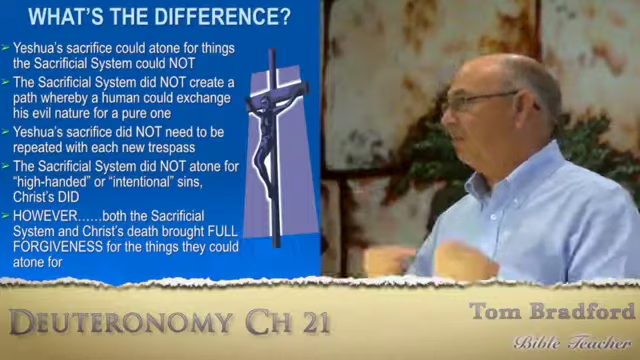 WHAT'S THE DIFFERENCE?
➢ Yeshua's sacrifice could atone for things
the Sacrificial System could NOT
➢ The Sacrificial System did NOT create a
path whereby a human could exchange
his evil nature for a pure one
➢ Yeshua's sacrifice did NOT need to be
repeated with each new trespass
➢ The Sacrificial System did NOT atone for
"high-handed" or "intentional" sins,
Christ's DID
➢ HOWEVER……both the Sacrificial
System and Christ's death brought FULL
FORGIVENESS for the things they could
atone for
DEUTERONOMY CH 21
Tom Bradford
Bible Teacher